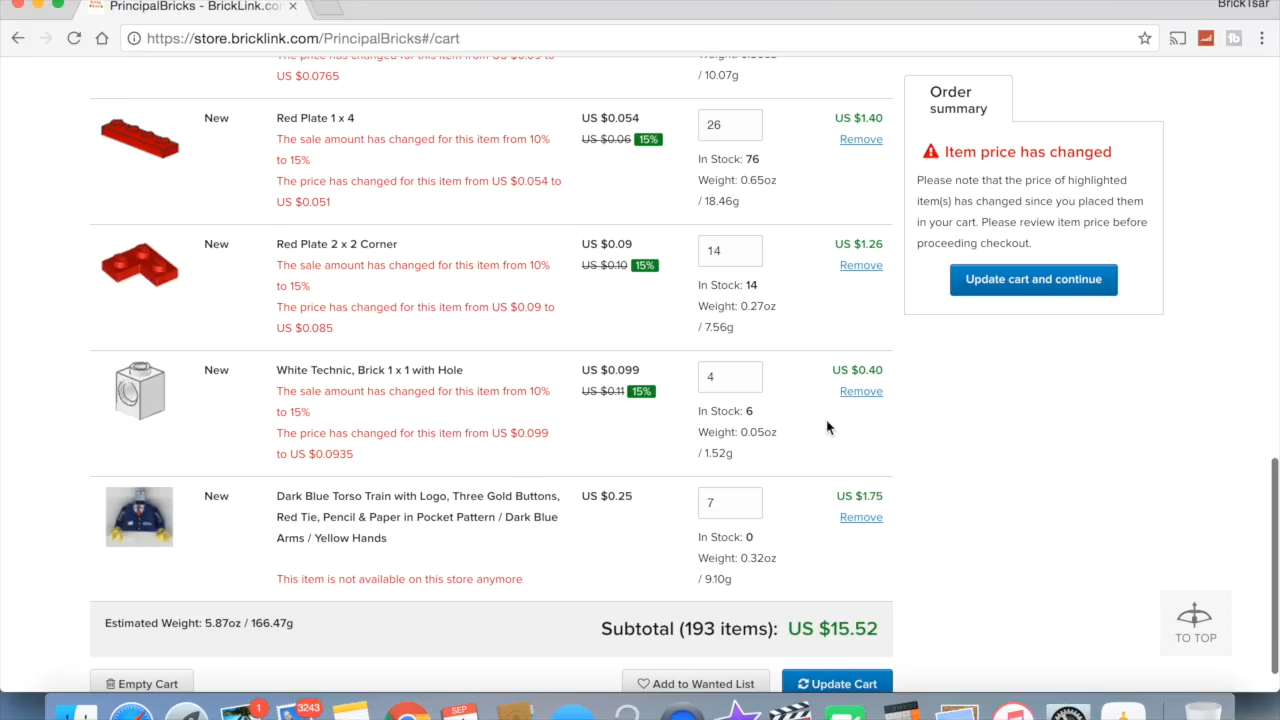 PrincipalBricks - BrickLink.com
BrickTsar
https://store.bricklink.com/PrincipalBricks#/cart
US $0.0765
/ 10.07g
Order
summary
Item price has changed
Please note that the price of highlighted
item(s) has changed since you placed them
in your cart. Please review item price before
proceeding checkout.
Update cart and continue
New
Red Plate 1 x 4
The sale amount has changed for this item from 10%
to 15%
The price has changed for this item from US $0.054 to
US $0.051
US $0.054
US $0.06 15%
26
In Stock: 76
Weight: 0.65oz
/ 18.46g
US $1.40
Remove
New
Red Plate 2 x 2 Corner
The sale amount has changed for this item from 10%
to 15%
The price has changed for this item from US $0.09 to
US $0.085
US $0.09
US $0.10 15%
14
In Stock: 14
Weight: 0.27oz
/ 7.56g
US $1.26
Remove
New
White Technic, Brick 1 x 1 with Hole
The sale amount has changed for this item from 10%
to 15%
The price has changed for this item from US $0.099
to US $0.0935
US $0.099
US $0.11 15%
4
In Stock: 6
Weight: 0.05oz
/ 1.52g
US $0.40
Remove
New
Dark Blue Torso Train with Logo, Three Gold Buttons,
Red Tie, Pencil & Paper in Pocket Pattern / Dark Blue
Arms / Yellow Hands
This item is not available on this store anymore
US $0.25
7
In Stock: 0
Weight: 0.32oz
/ 9.10g
US $1.75
Remove
Estimated Weight: 5.87oz / 166.47g
Subtotal (193 items): US $15.52
TO TOP
Empty Cart
Add to Wanted List
Update Cart
1
3243
SEP